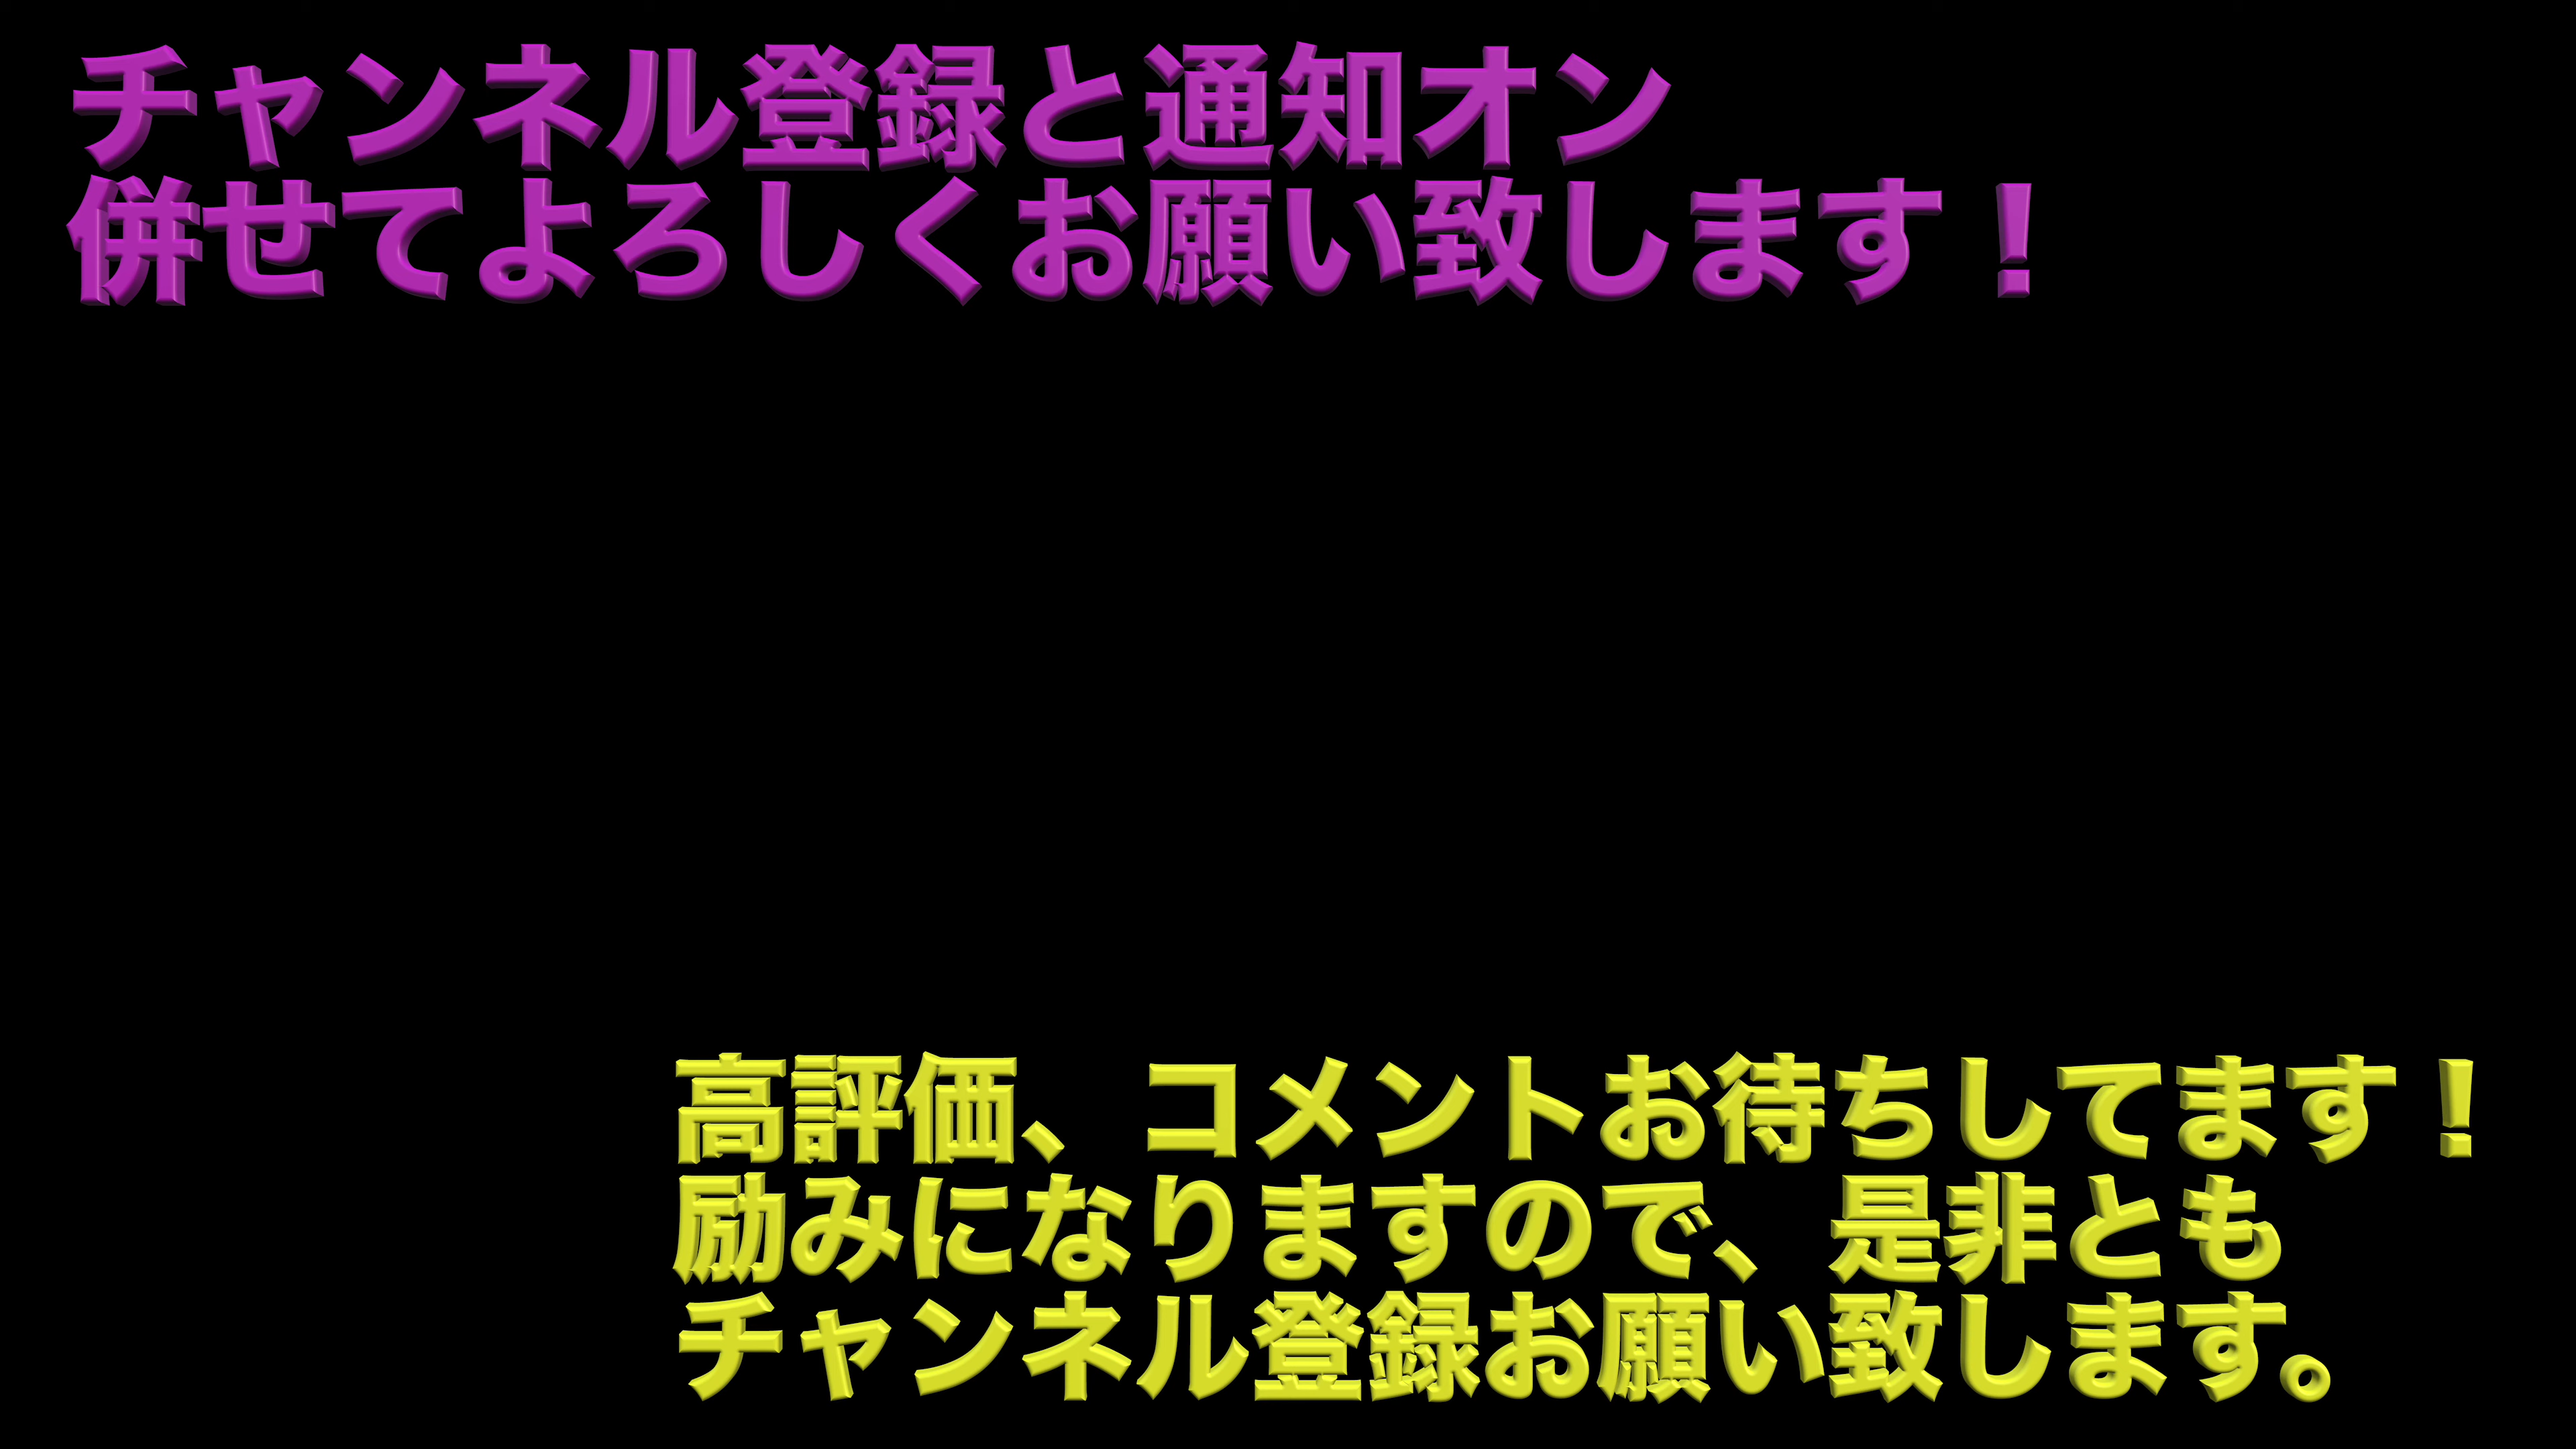 チャンネル登録と通知オン
併せてよろしくお願い致します！
高評価、コメントお待ちしてます！
励みになりますので、是非とも
チャンネル登録お願い致します。